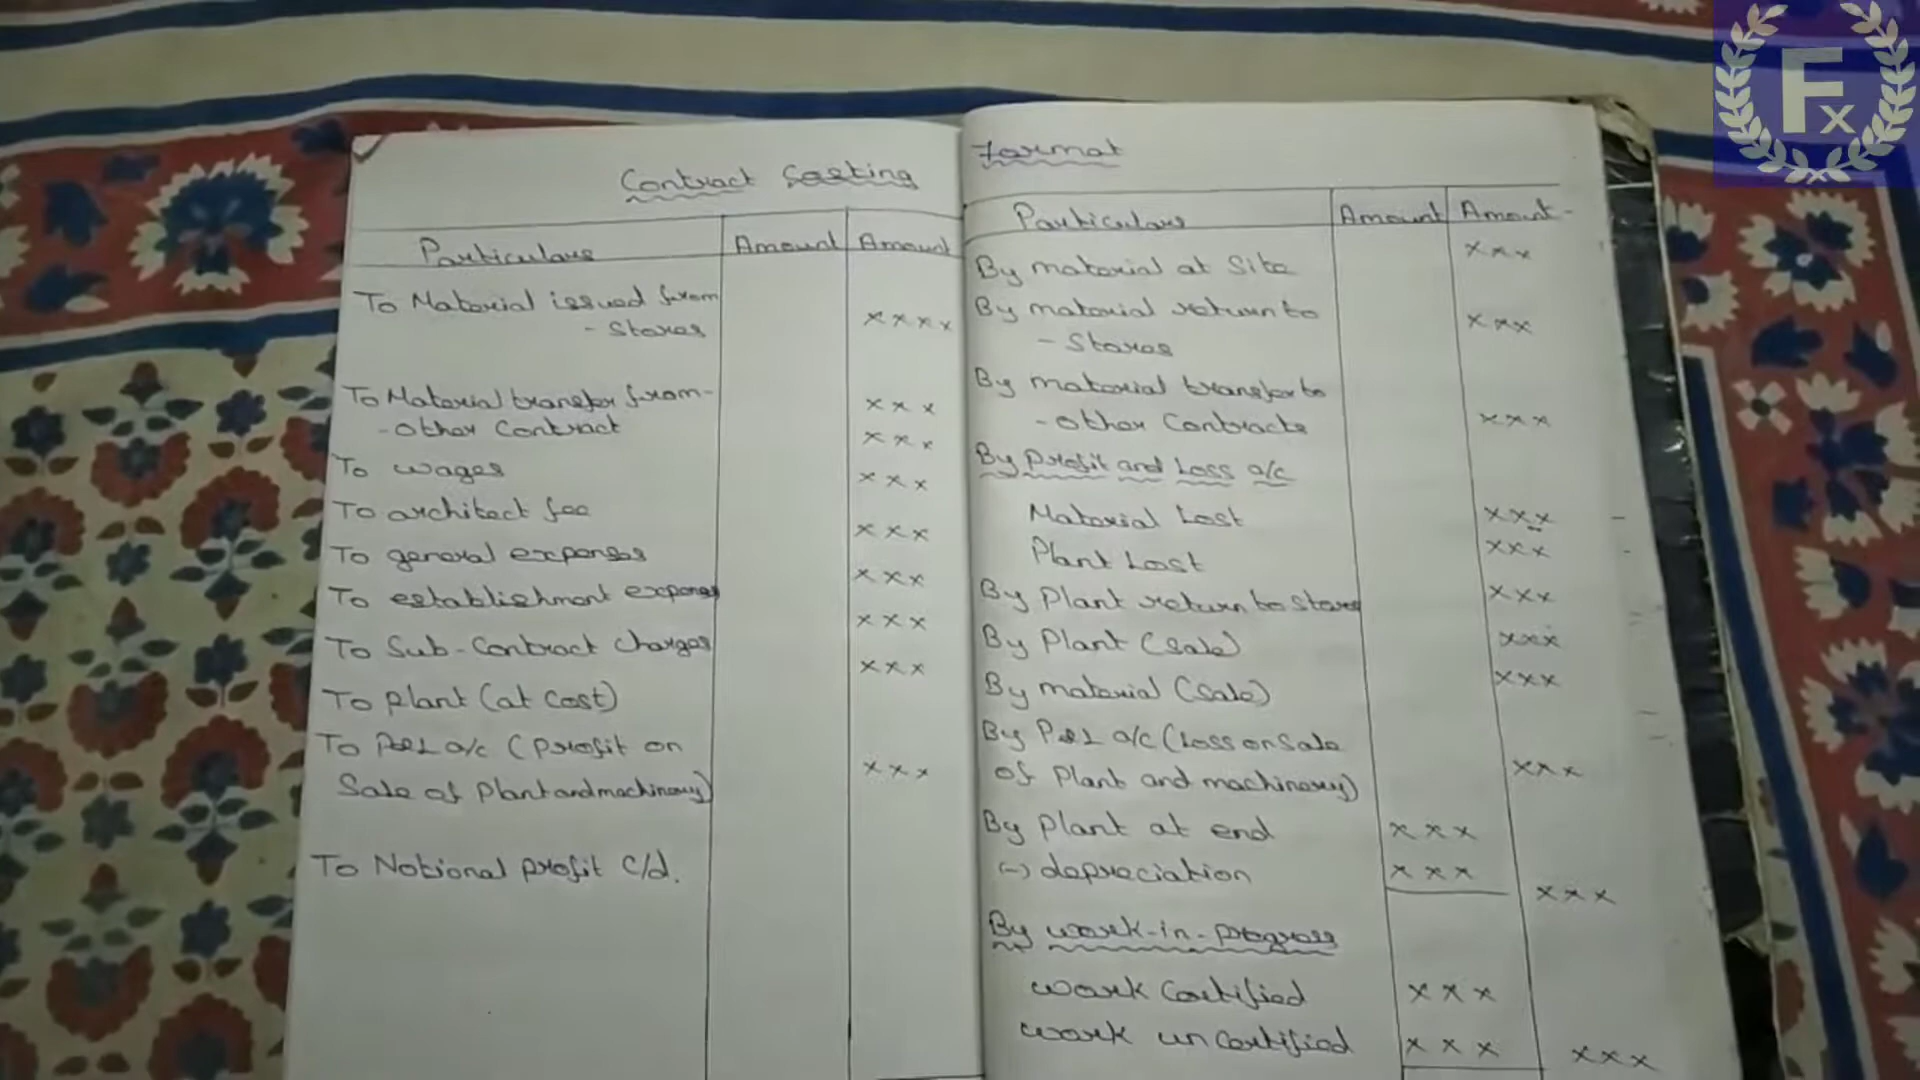 Contract Costing Format
Particulars Amount Amount
To Material issued from
- Stores xxxx
To Material transfer from -
- other Contract xxx
xxx
To wages
xxx
To architect fee
xxx
To general expenses
xxx
To establishment expenses
xxx
To Sub-Contract charges
xxx
To plant (at cost)
To P&L a/c (profit on
Sale of Plant and machinery) xxx
To Notional profit c/d.
Particulars Amount Amount -
By material at Site xxx
By material return to
- Stores xxx
By material transfer to
- other Contracts xxx
By Profit and Loss a/c
Material Lost xxx
Plant Lost xxx
By Plant return to store xxx
By Plant (Sale) xxx
By material (Sale) xxx
By P&L a/c (Loss on Sale
of Plant and machinery) xxx
By Plant at end xxx
(-) depreciation xxx xxx
By work-in-progress
work certified xxx
work uncertified xxx xxx
Fx